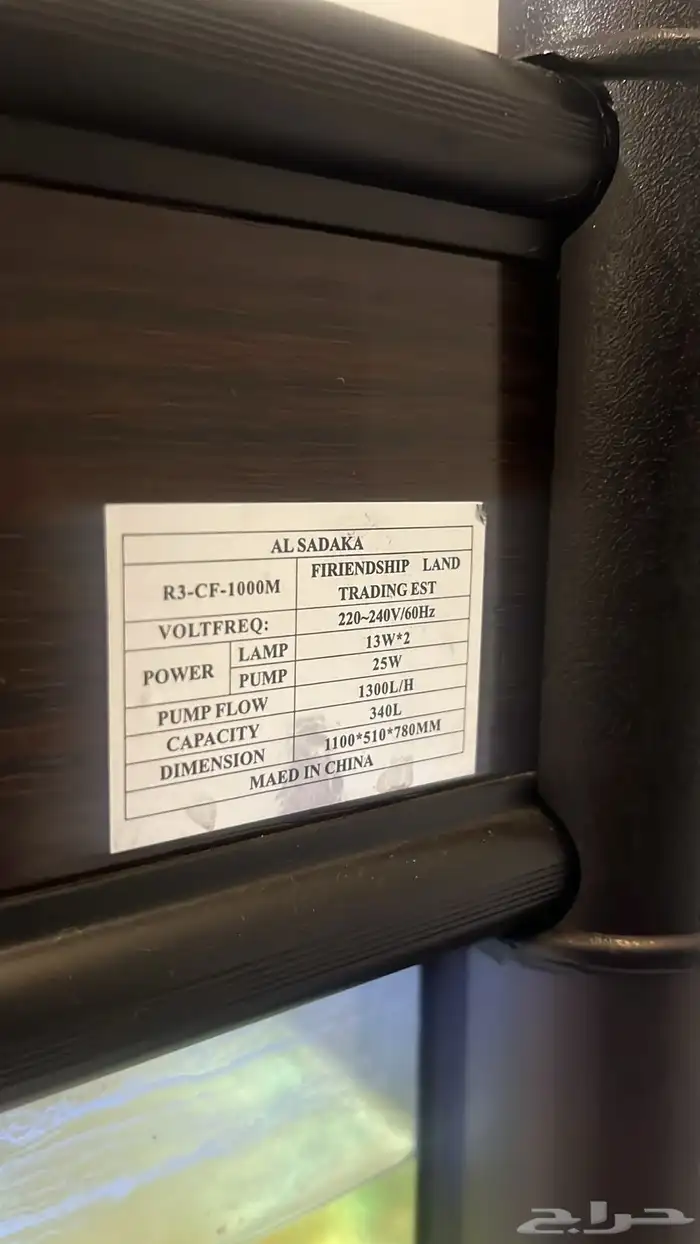 AL SADAKA
R3-CF-1000M FIRIENDSHIP LAND TRADING EST
VOLTFREQ: 220~240V/60Hz
POWER LAMP 13W*2
PUMP 25W
PUMP FLOW 1300L/H
CAPACITY 340L
DIMENSION 1100*510*780MM
MAED IN CHINA
حراج